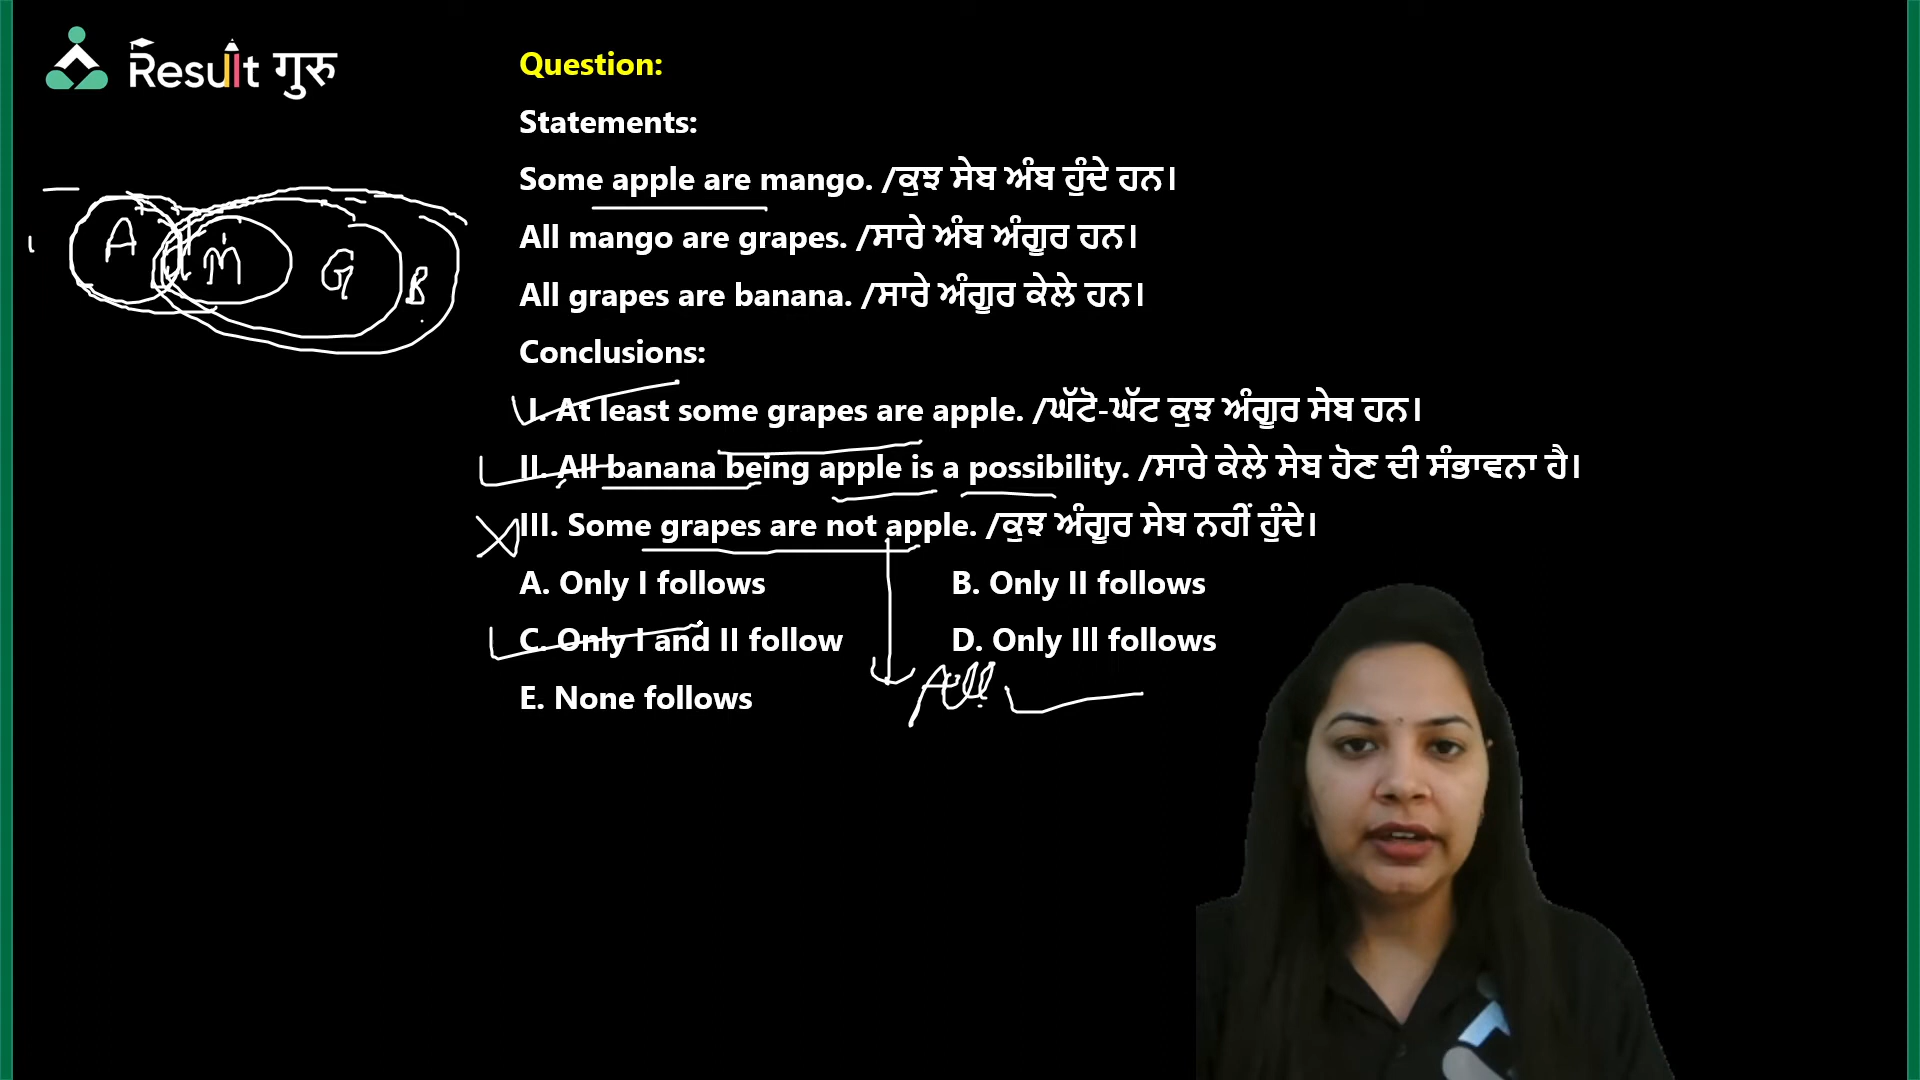 Result गुरु
Question:
Statements:
Some apple are mango. /ਕੁਝ ਸੇਬ ਅੰਬ ਹੁੰਦੇ ਹਨ।
All mango are grapes. /ਸਾਰੇ ਅੰਬ ਅੰਗੂਰ ਹਨ।
All grapes are banana. /ਸਾਰੇ ਅੰਗੂਰ ਕੇਲੇ ਹਨ।
A M G B
Conclusions:
I. At least some grapes are apple. /ਘੱਟੋ-ਘੱਟ ਕੁਝ ਅੰਗੂਰ ਸੇਬ ਹਨ।
II. All banana being apple is a possibility. /ਸਾਰੇ ਕੇਲੇ ਸੇਬ ਹੋਣ ਦੀ ਸੰਭਾਵਨਾ ਹੈ।
III. Some grapes are not apple. /ਕੁਝ ਅੰਗੂਰ ਸੇਬ ਨਹੀਂ ਹੁੰਦੇ।
A. Only I follows B. Only II follows
C. Only I and II follow D. Only Ill follows
E. None follows All